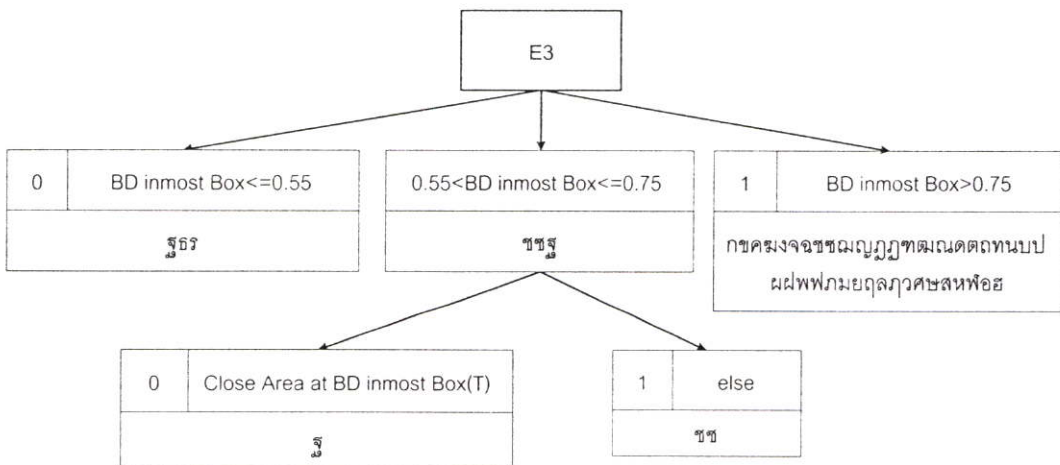 E3
0 BD inmost Box<=0.55
0.55<BD inmost Box<=0.75
1 BD inmost Box>0.75
ฐธร
ชซฐ
กขคฆงจฉชซฌญฎฏฑฒณดตถทนบป
ผฝพฟภมยฤลฦวศษสหฬอฮ
0 Close Area at BD inmost Box(T)
1 else
ฐ
ชซ